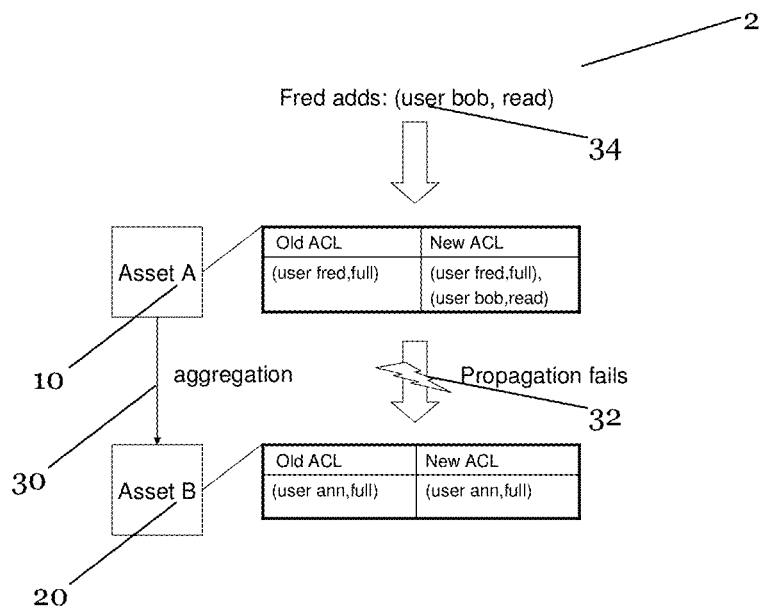 2
Fred adds: (user bob, read)
34
Asset A
Old ACL
New ACL
(user fred,full)
(user fred,full),
(user bob,read)
10
aggregation
Propagation fails
32
30
Asset B
Old ACL
New ACL
(user ann,full)
(user ann,full)
20